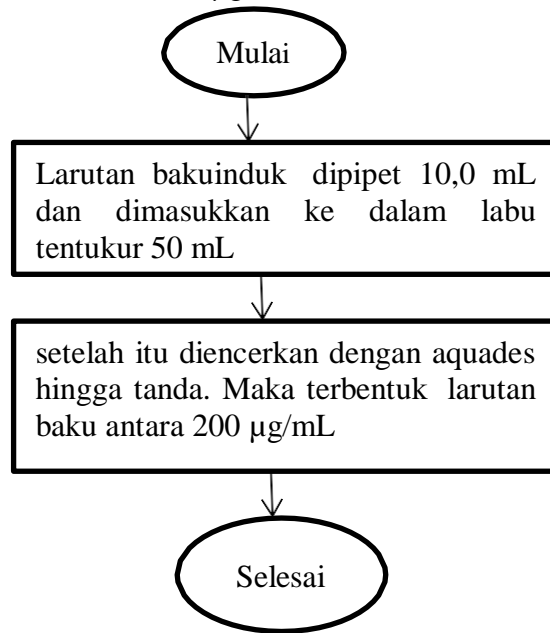 Mulai
Larutan bakuinduk dipipet 10,0 mL
dan dimasukkan ke dalam labu
tentukur 50 mL
setelah itu diencerkan dengan aquades
hingga tanda. Maka terbentuk larutan
baku antara 200 µg/mL
Selesai